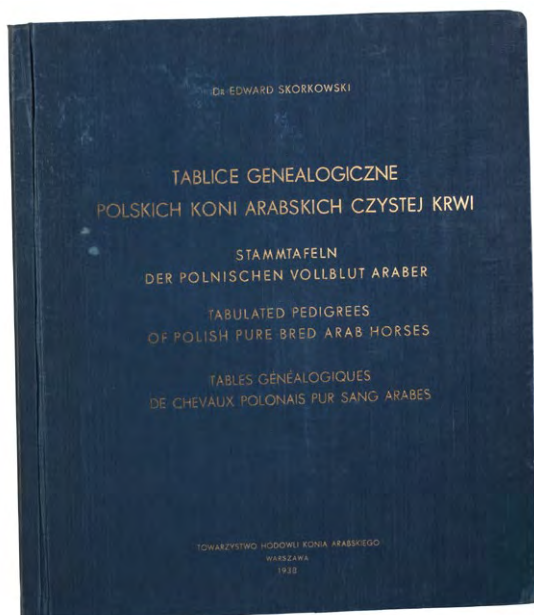 Dr EDWARD SKORKOWSKI
TABLICE GENEALOGICZNE
POLSKICH KONI ARABSKICH CZYSTEJ KRWI
STAMMTAFELN
DER POLNISCHEN VOLLBLUT ARABER
TABULATED PEDIGREES
OF POLISH PURE BRED ARAB HORSES
TABLES GÉNÉALOGIQUES
DE CHEVAUX POLONAIS PUR SANG ARABES
TOWARZYSTWO HODOWLI KONIA ARABSKIEGO
WARSZAWA
1938